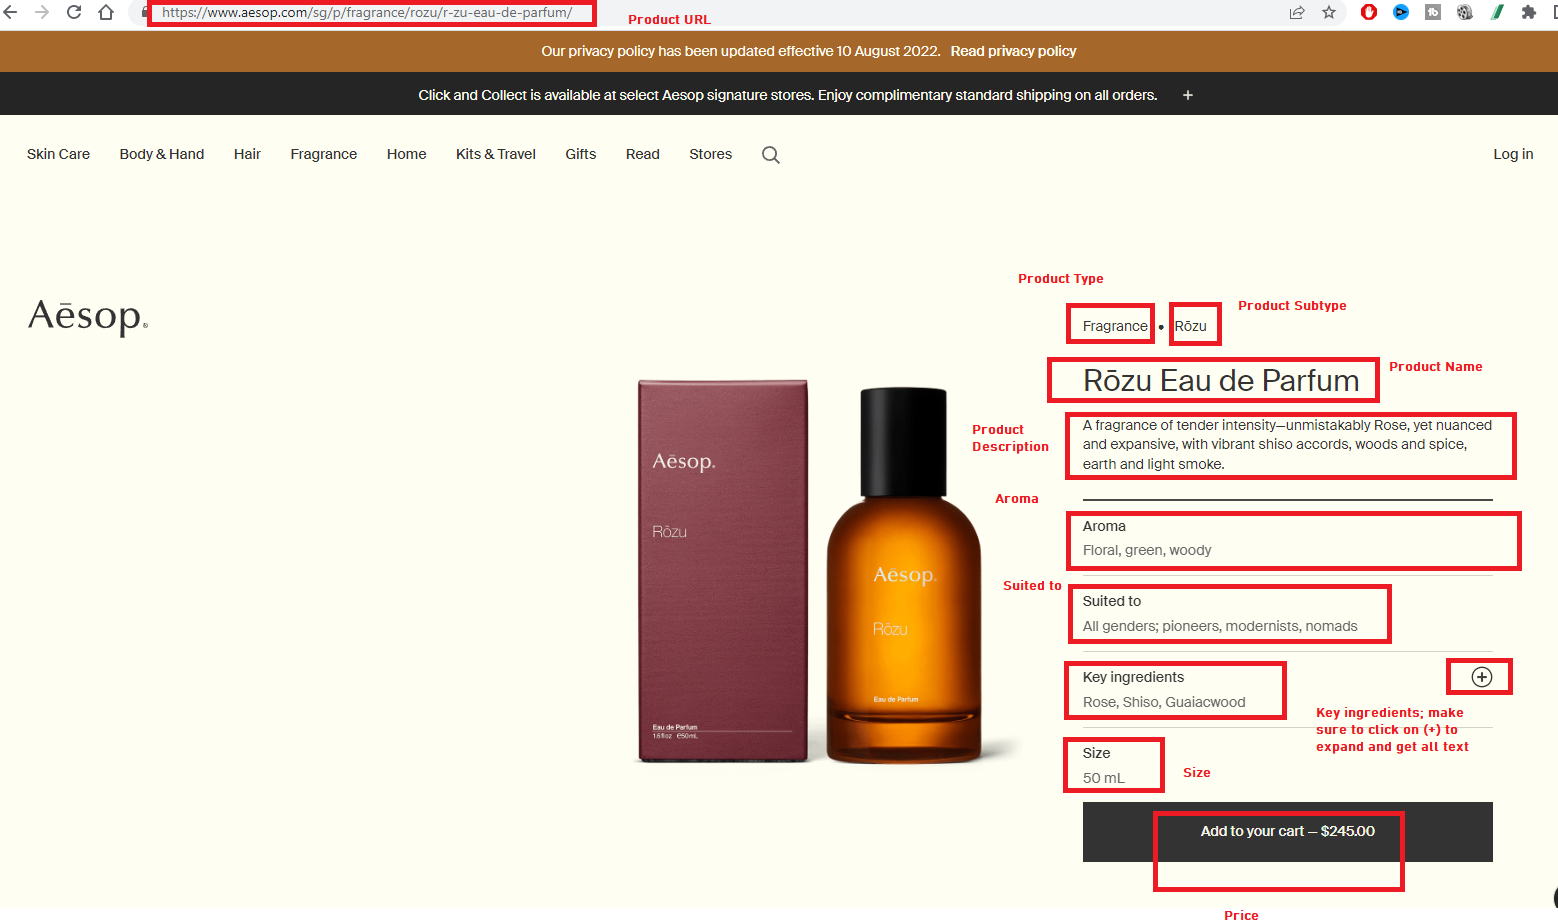 https://www.aesop.com/sg/p/fragrance/rozu/r-zu-eau-de-parfum/
Product URL
Our privacy policy has been updated effective 10 August 2022. Read privacy policy
Click and Collect is available at select Aesop signature stores. Enjoy complimentary standard shipping on all orders. +
Skin Care Body & Hand Hair Fragrance Home Kits & Travel Gifts Read Stores Log in
Product Type
Product Subtype
Aēsop.®
Fragrance • Rōzu
Rōzu Eau de Parfum
Product Name
Product
Description
A fragrance of tender intensity—unmistakably Rose, yet nuanced
and expansive, with vibrant shiso accords, woods and spice,
earth and light smoke.
Aēsop.
Rōzu
Eau de Parfum
1.6fl oz ℮50mL
Aēsop.
Rōzu
Eau de Parfum
Aroma
Aroma
Floral, green, woody
Suited to
Suited to
All genders; pioneers, modernists, nomads
Key ingredients
Rose, Shiso, Guaiacwood
Key ingredients; make
sure to click on (+) to
expand and get all text
Size
50 mL
Size
Add to your cart — $245.00
Price